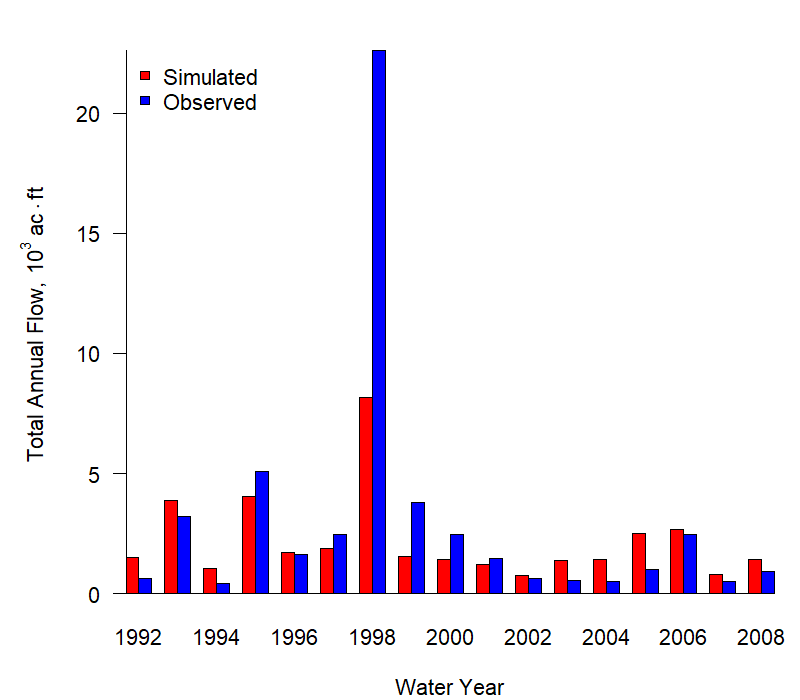 Simulated
Observed
Total Annual Flow, 10³ ac⋅ft
20
15
10
5
0
1992 1994 1996 1998 2000 2002 2004 2006 2008
Water Year